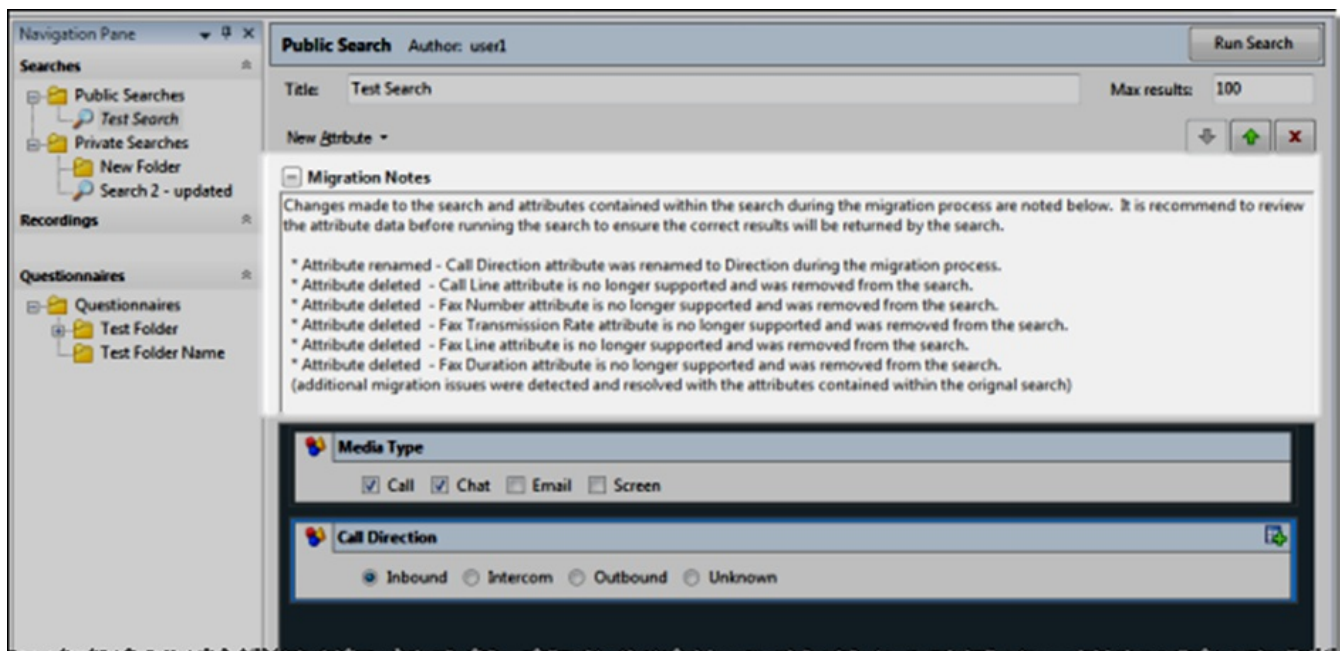 Navigation Pane
Searches
Public Searches
Test Search
Private Searches
New Folder
Search 2 - updated
Recordings
Questionnaires
Questionnaires
Test Folder
Test Folder Name
Public Search Author: user1
Run Search
Title: Test Search
Max results: 100
New Attribute
Migration Notes
Changes made to the search and attributes contained within the search during the migration process are noted below. It is recommend to review
the attribute data before running the search to ensure the correct results will be returned by the search.
* Attribute renamed - Call Direction attribute was renamed to Direction during the migration process.
* Attribute deleted - Call Line attribute is no longer supported and was removed from the search.
* Attribute deleted - Fax Number attribute is no longer supported and was removed from the search.
* Attribute deleted - Fax Transmission Rate attribute is no longer supported and was removed from the search.
* Attribute deleted - Fax Line attribute is no longer supported and was removed from the search.
* Attribute deleted - Fax Duration attribute is no longer supported and was removed from the search.
(additional migration issues were detected and resolved with the attributes contained within the orignal search)
Media Type
Call Chat Email Screen
Call Direction
Inbound Intercom Outbound Unknown